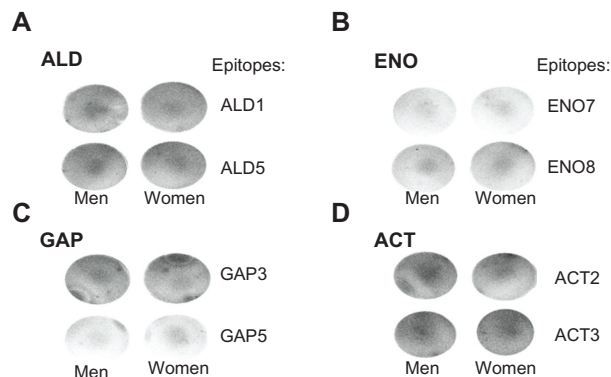 A
ALD
Epitopes:
ALD1
ALD5
Men Women
B
ENO
Epitopes:
ENO7
ENO8
Men Women
C
GAP
GAP3
GAP5
Men Women
D
ACT
ACT2
ACT3
Men Women